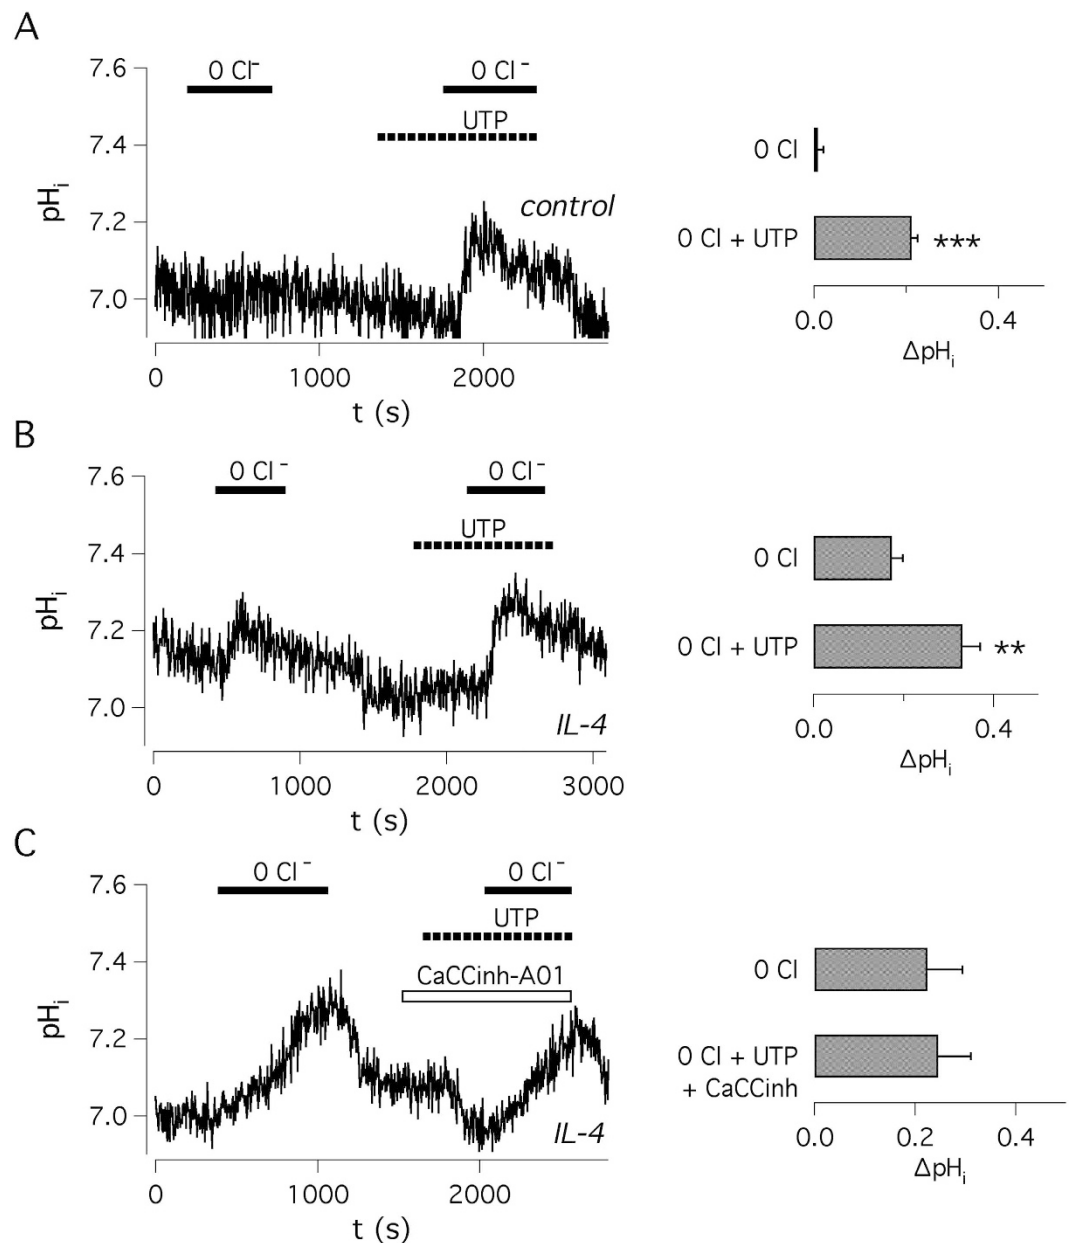 A
7.6
7.4
7.2
7.0
pHi
0 Cl-
0 Cl-
UTP
control
0
1000
2000
t (s)
0 Cl
0 Cl + UTP
***
0.0
0.4
ΔpHi
B
7.6
7.4
7.2
7.0
pHi
0 Cl-
0 Cl-
UTP
IL-4
0
1000
2000
3000
t (s)
0 Cl
0 Cl + UTP
**
0.0
0.4
ΔpHi
C
7.6
7.4
7.2
7.0
pHi
0 Cl-
0 Cl-
UTP
CaCCinh-A01
IL-4
0
1000
2000
t (s)
0 Cl
0 Cl + UTP
+ CaCCinh
0.0
0.2
0.4
ΔpHi